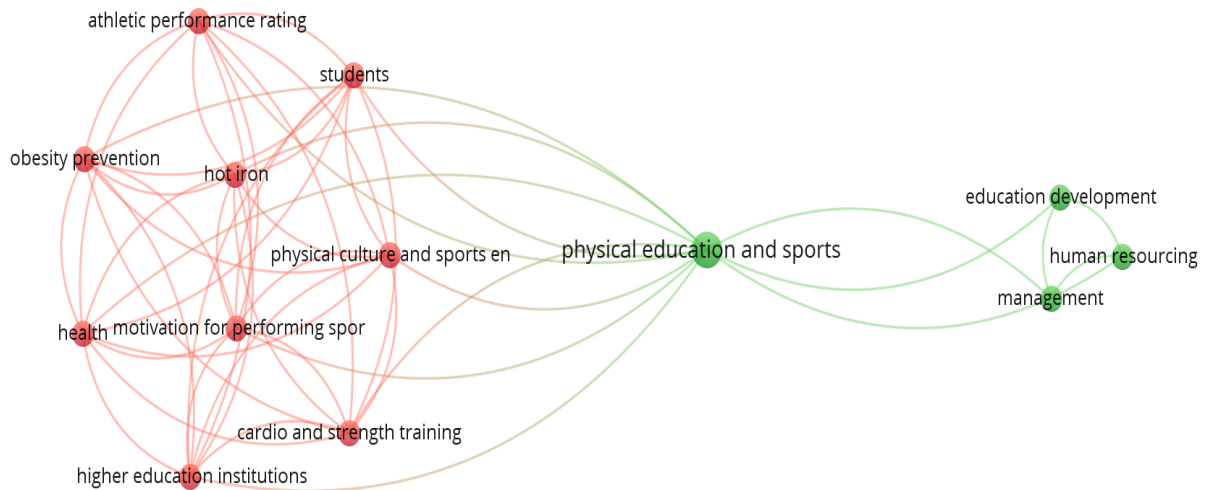 athletic performance rating
students
obesity prevention
hot iron
education development
physical education and sports
physical culture and sports en
human resourcing
management
health
motivation for performing spor
cardio and strength training
higher education institutions